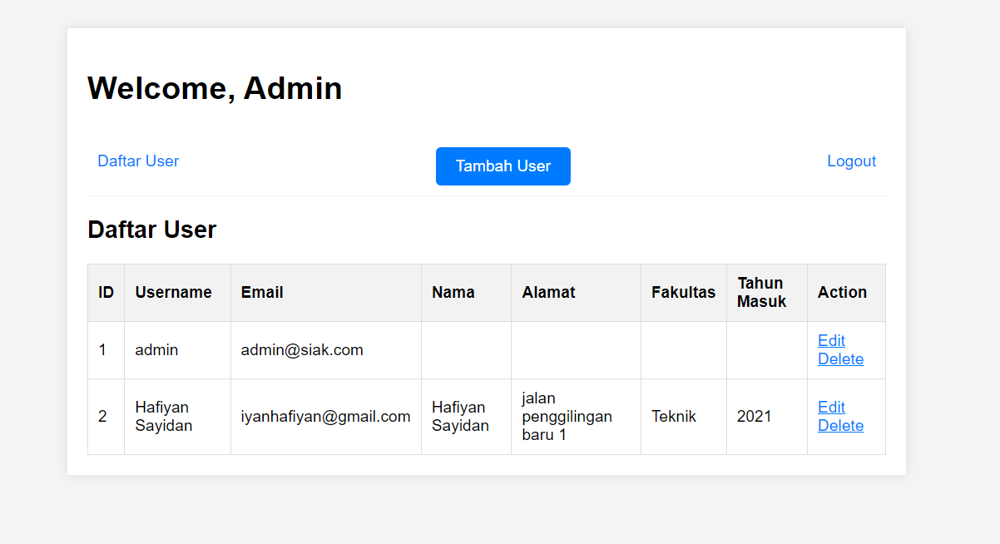 Welcome, Admin
Daftar User
Tambah User
Logout
Daftar User
ID Username Email Nama Alamat Fakultas Tahun Masuk Action
1 admin admin@siak.com Edit
Delete
2 Hafiyan Sayidan iyanhafiyan@gmail.com Hafiyan Sayidan jalan penggilingan baru 1 Teknik 2021 Edit
Delete